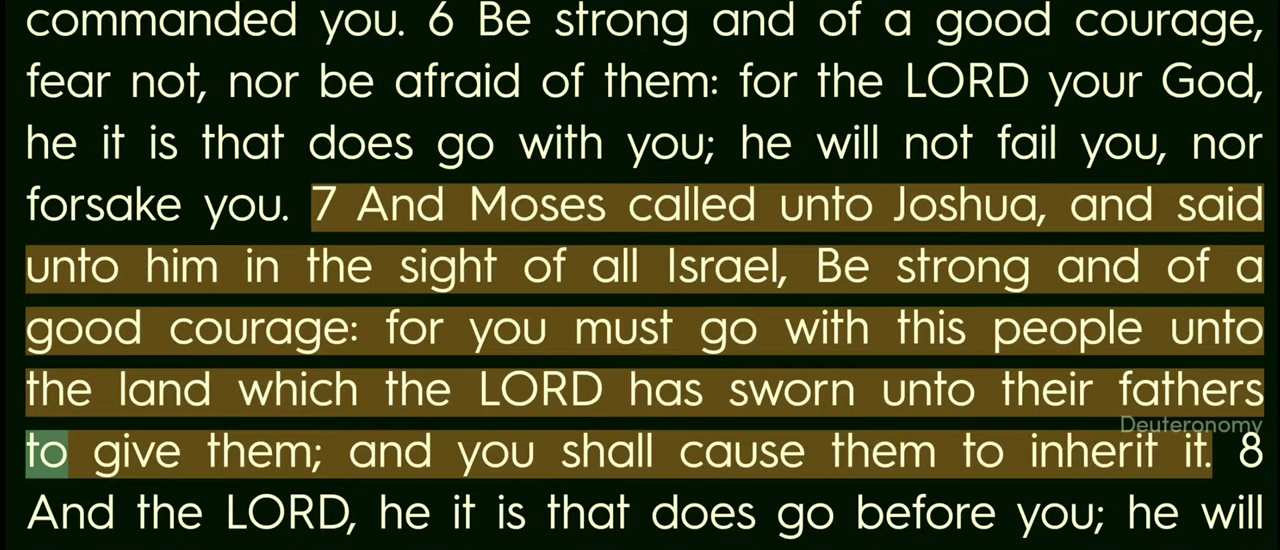 commanded you. 6 Be strong and of a good courage,
fear not, nor be afraid of them: for the LORD your God,
he it is that does go with you; he will not fail you, nor
forsake you. 7 And Moses called unto Joshua, and said
unto him in the sight of all Israel, Be strong and of a
good courage: for you must go with this people unto
the land which the LORD has sworn unto their fathers
Deuteronomy
to give them; and you shall cause them to inherit it. 8
And the LORD, he it is that does go before you; he will